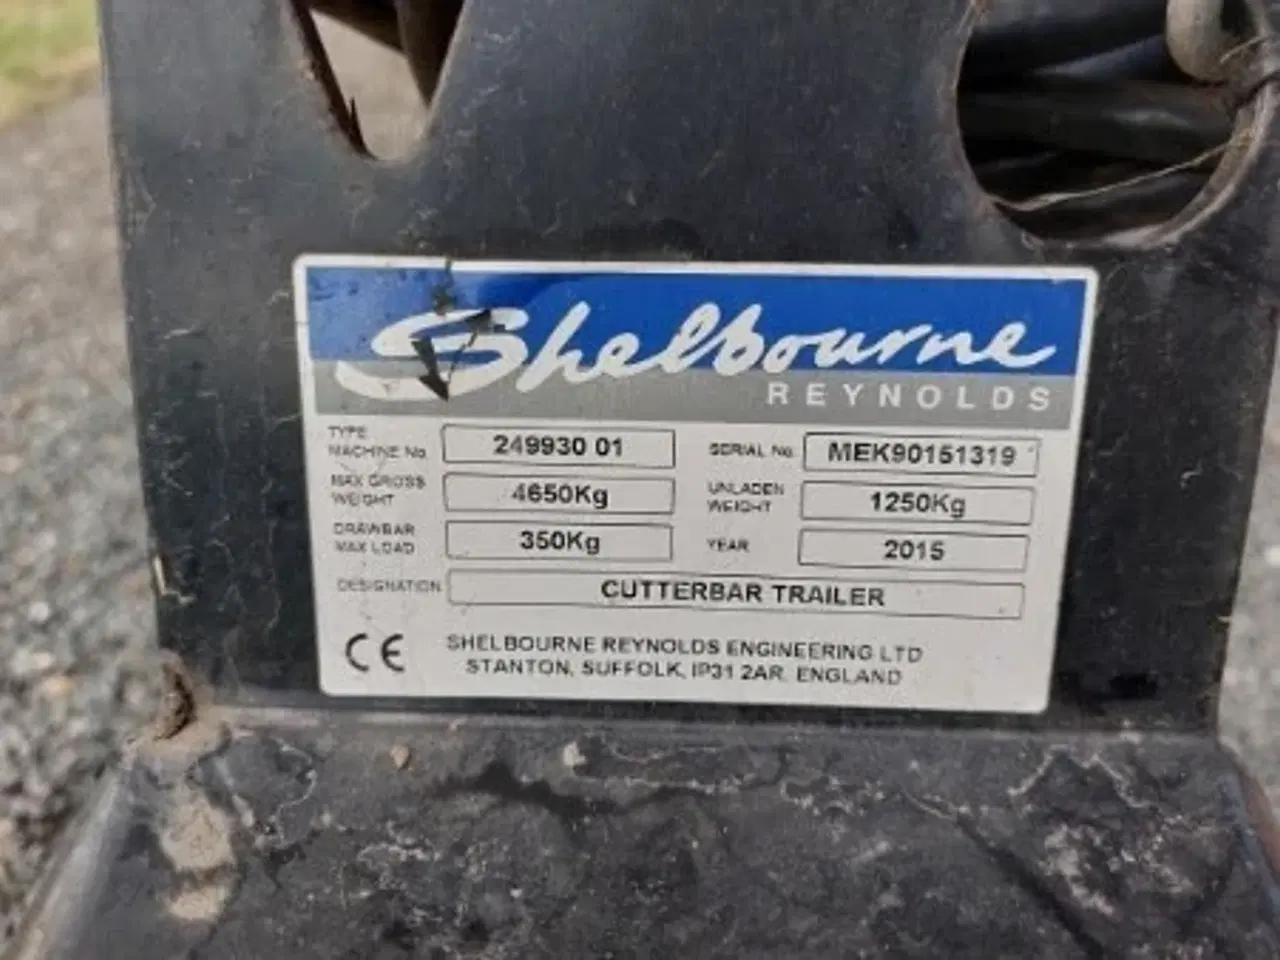 Shelbourne
REYNOLDS
TYPE
MACHINE No. 249930 01 SERIAL No. MEK90151319
MAX GROSS
WEIGHT 4650Kg UNLADEN
WEIGHT 1250Kg
DRAWBAR
MAX LOAD 350Kg YEAR 2015
DESIGNATION CUTTERBAR TRAILER
CE SHELBOURNE REYNOLDS ENGINEERING LTD
STANTON, SUFFOLK, IP31 2AR, ENGLAND